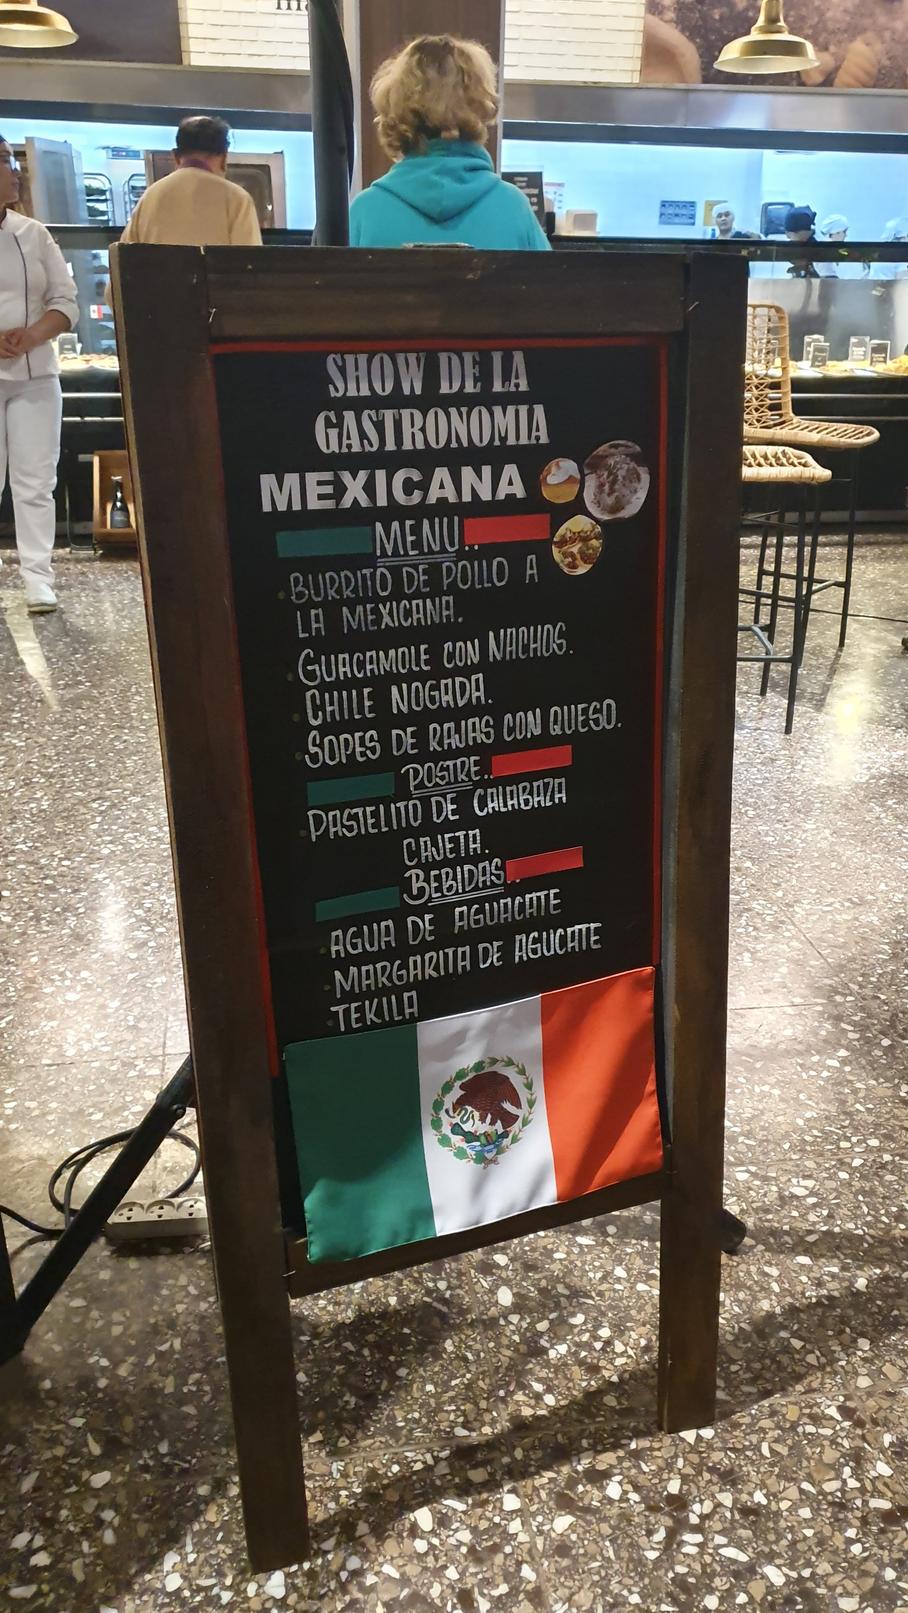 SHOW DE LA
GASTRONOMIA
MEXICANA
MENU..
BURRITO DE POLLO A
LA MEXICANA.
GUACAMOLE CON NACHOS.
CHILE NOGADA.
SOPES DE RAJAS CON QUESO.
POSTRE..
PASTELITO DE CALABAZA
CAJETA.
BEBIDAS..
AGUA DE AGUACATE
MARGARITA DE AGUCATE
TEKILA